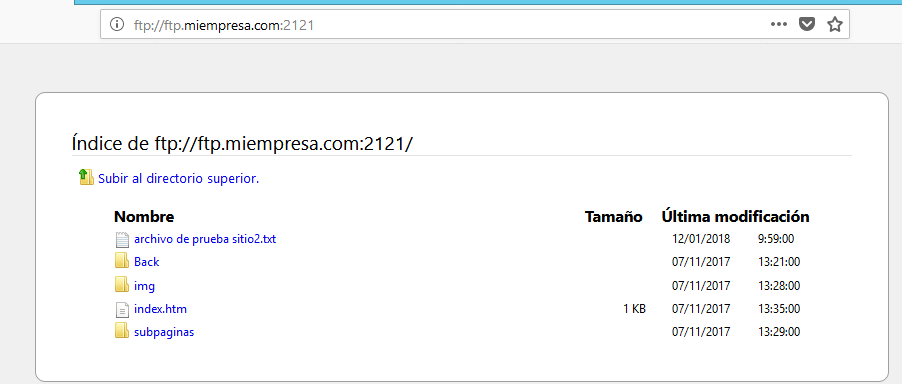 ftp://ftp.miempresa.com:2121
Índice de ftp://ftp.miempresa.com:2121/
Subir al directorio superior.
Nombre Tamaño Última modificación
archivo de prueba sitio2.txt 12/01/2018 9:59:00
Back 07/11/2017 13:21:00
img 07/11/2017 13:28:00
index.htm 1 KB 07/11/2017 13:35:00
subpaginas 07/11/2017 13:29:00